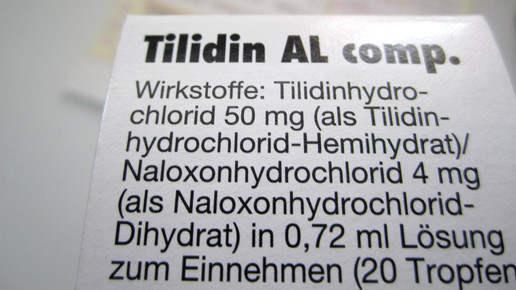 Tilidin AL comp.
Wirkstoffe: Tilidinhydro-
chlorid 50 mg (als Tilidin-
hydrochlorid-Hemihydrat)/
Naloxonhydrochlorid 4 mg
(als Naloxonhydrochlorid-
Dihydrat) in 0,72 ml Lösung
zum Einnehmen (20 Tropfen